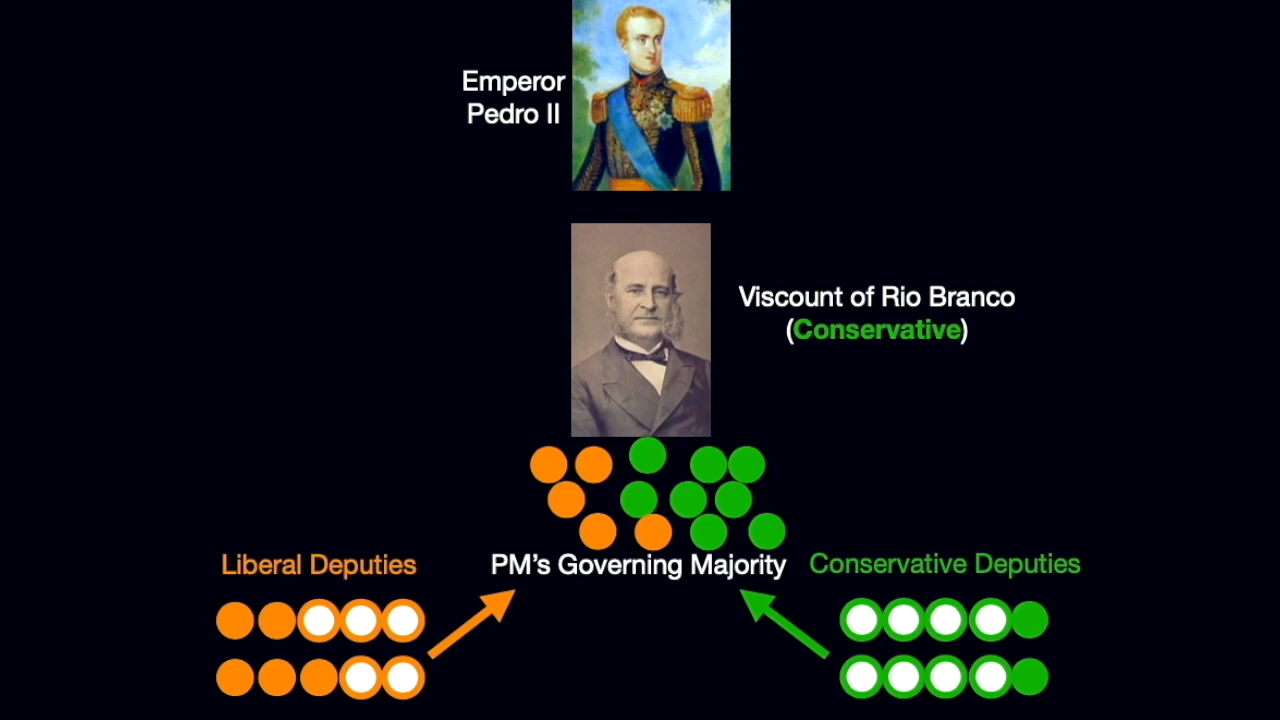 Emperor
Pedro II
Viscount of Rio Branco
(Conservative)
Liberal Deputies
PM's Governing Majority
Conservative Deputies